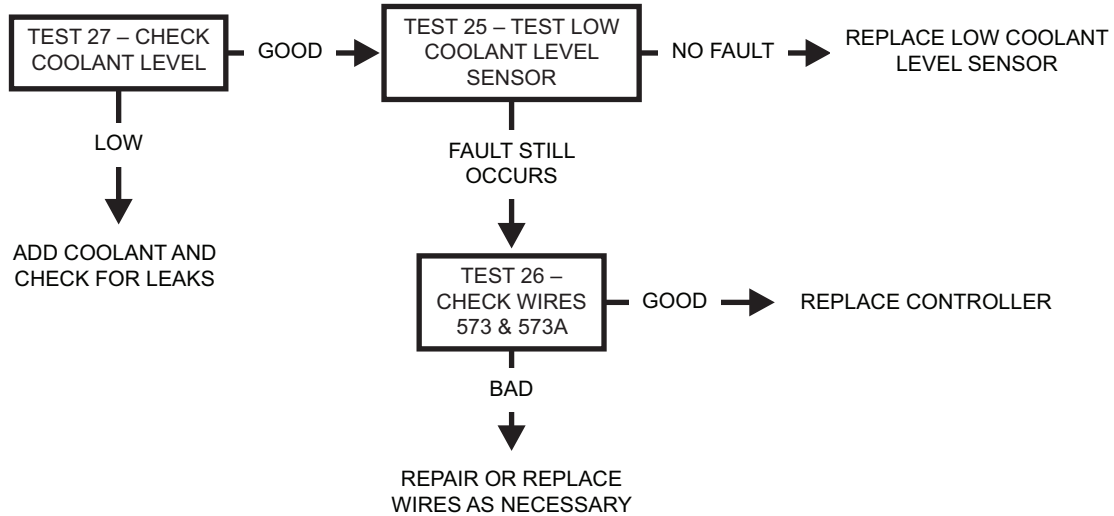 TEST 27 – CHECK
COOLANT LEVEL
GOOD
TEST 25 – TEST LOW
COOLANT LEVEL
SENSOR
NO FAULT
REPLACE LOW COOLANT
LEVEL SENSOR
LOW
ADD COOLANT AND
CHECK FOR LEAKS
FAULT STILL
OCCURS
TEST 26 –
CHECK WIRES
573 & 573A
GOOD
REPLACE CONTROLLER
BAD
REPAIR OR REPLACE
WIRES AS NECESSARY